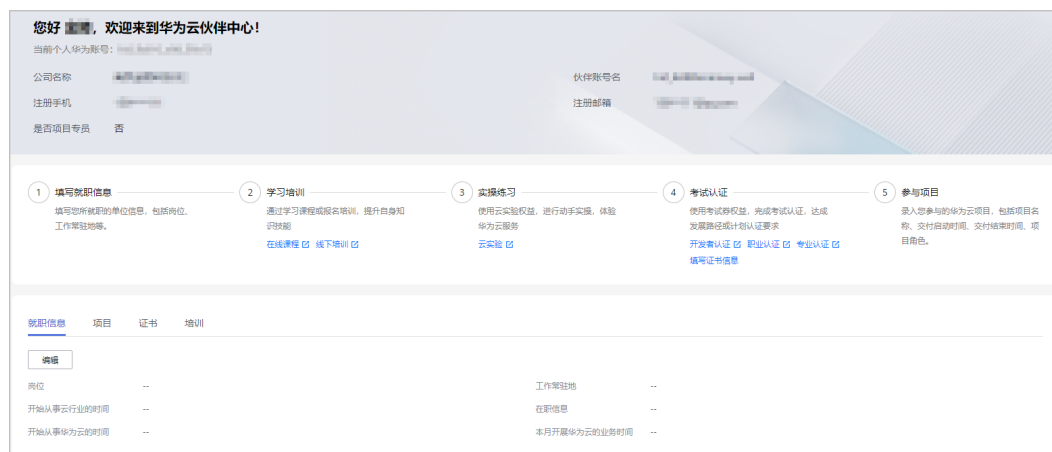 您好 ，欢迎来到华为云伙伴中心！
当前个人华为账号：
公司名称 伙伴账号名
注册手机 注册邮箱
是否项目专员 否
1 填写就职信息 2 学习培训 3 实操练习 4 考试认证 5 参与项目
填写您所就职的单位信息，包括岗位、 通过学习课程或报名培训，提升自身知 使用云实验权益，进行动手实操，体验 使用考试券权益，完成考试认证，达成 录入您参与的华为云项目，包括项目名
工作常驻地等。 识技能 华为云服务 发展路径或计划认证要求 称、交付启动时间、交付结束时间、项
在线课程 线下培训 云实验 开发者认证 职业认证 专业认证 目角色。
填写证书信息
就职信息 项目 证书 培训
编辑
岗位 -- 工作常驻地 --
开始从事云行业的时间 -- 在职信息 --
开始从事华为云的时间 -- 本月开展华为云的业务时间 --